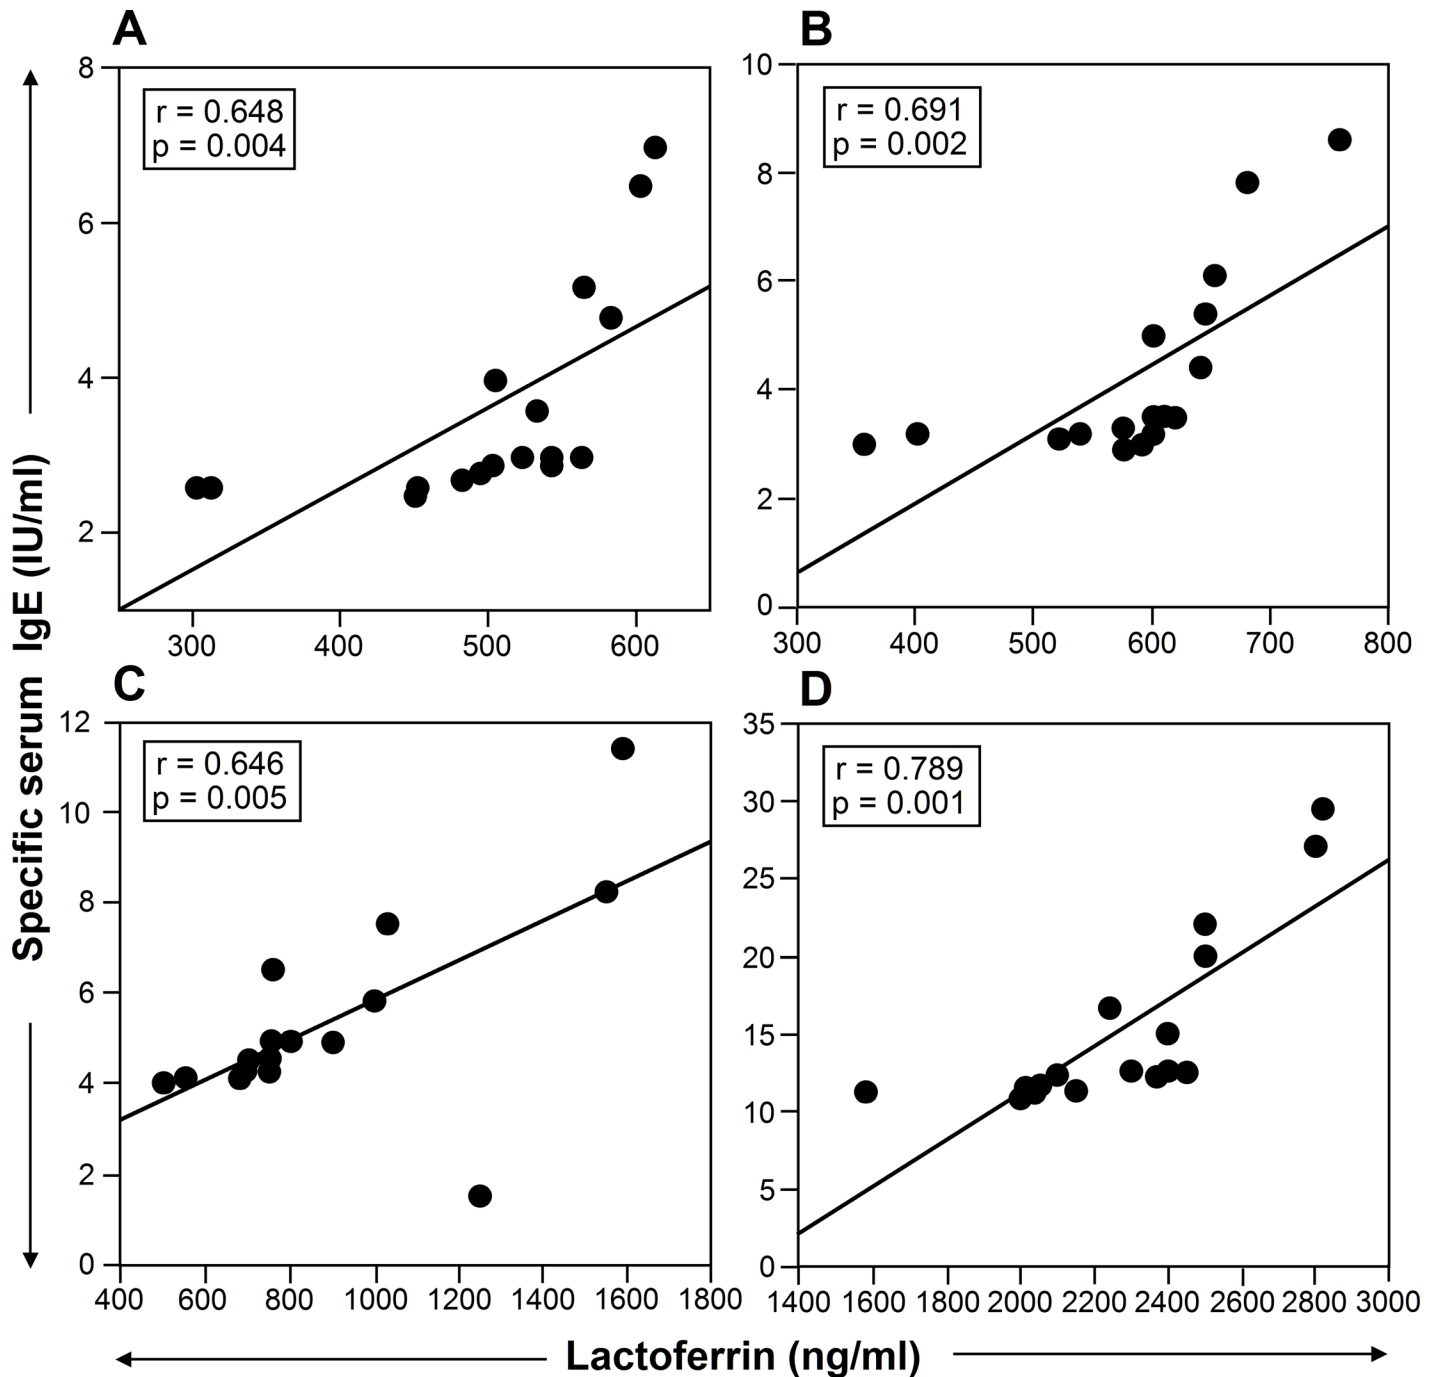 A
r = 0.648
p = 0.004
8
6
4
2
300 400 500 600
B
r = 0.691
p = 0.002
10
8
6
4
2
0
300 400 500 600 700 800
C
r = 0.646
p = 0.005
12
10
8
6
4
2
0
400 600 800 1000 1200 1400 1600 1800
D
r = 0.789
p = 0.001
35
30
25
20
15
10
5
0
1400 1600 1800 2000 2200 2400 2600 2800 3000
Specific serum IgE (IU/ml)
Lactoferrin (ng/ml)